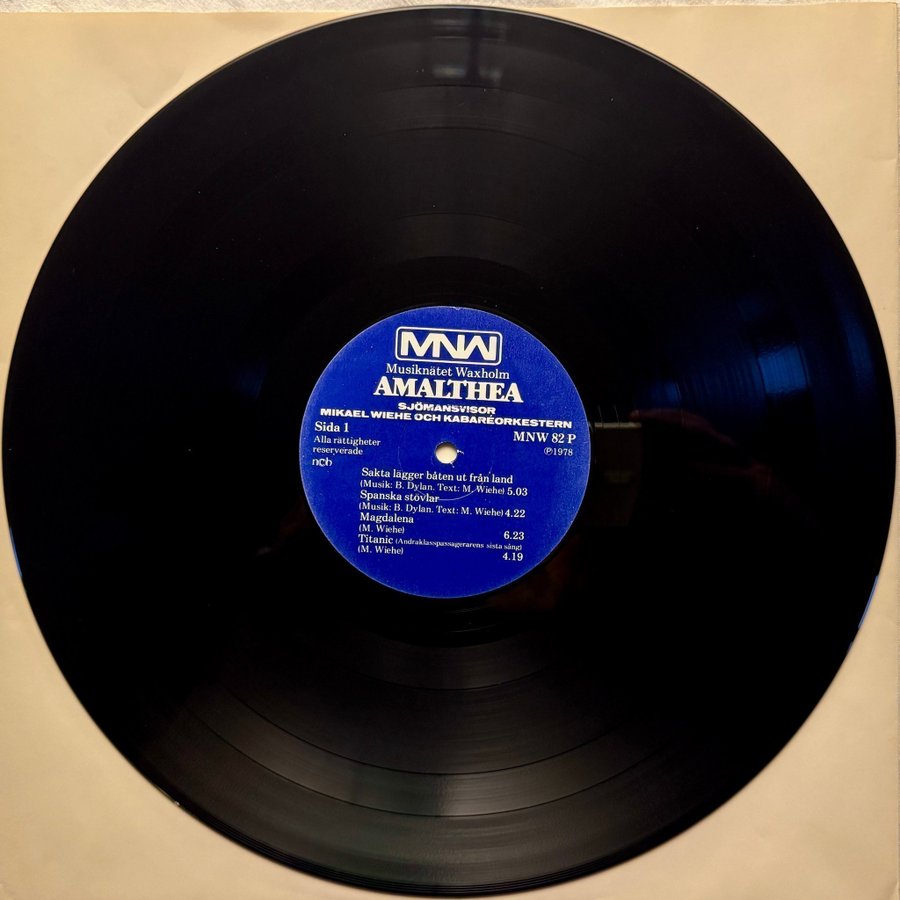 MNW
Musiknätet Waxholm
AMALTHEA
SJÖMANSVISOR
MIKAEL WIEHE OCH KABARÉORKESTERN
Sida 1
MNW 82 P
Alla rättigheter
reserverade
℗1978
ncb
Sakta lägger båten ut från land
(Musik: B. Dylan. Text: M. Wiehe) 5.03
Spanska stövlar
(Musik: B. Dylan. Text: M. Wiehe) 4.22
Magdalena
(M. Wiehe) 6.23
Titanic (Andraklasspassagerarens sista sång)
(M. Wiehe) 4.19